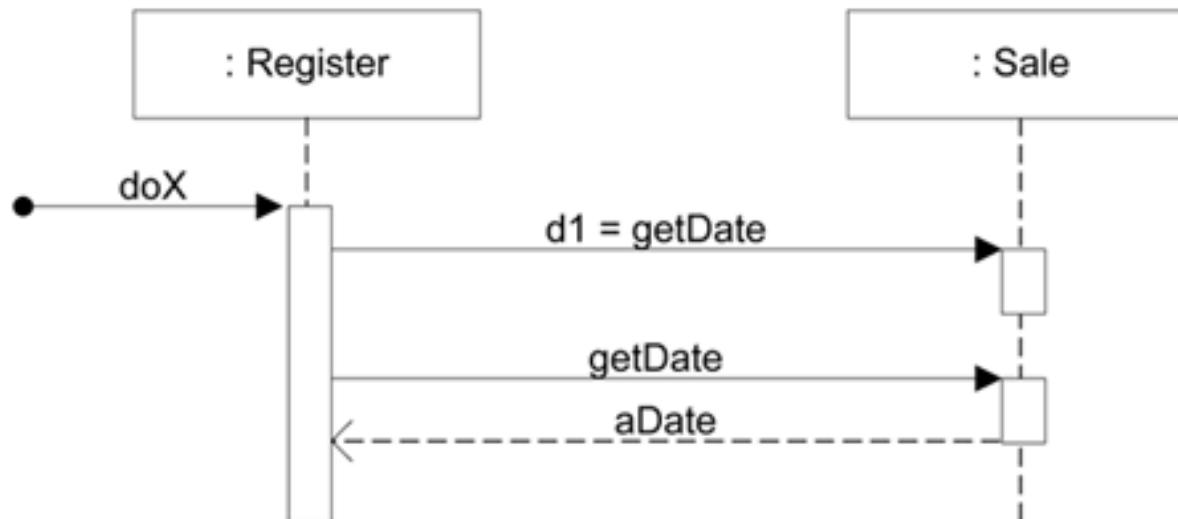 : Register
: Sale
doX
d1 = getDate
getDate
aDate